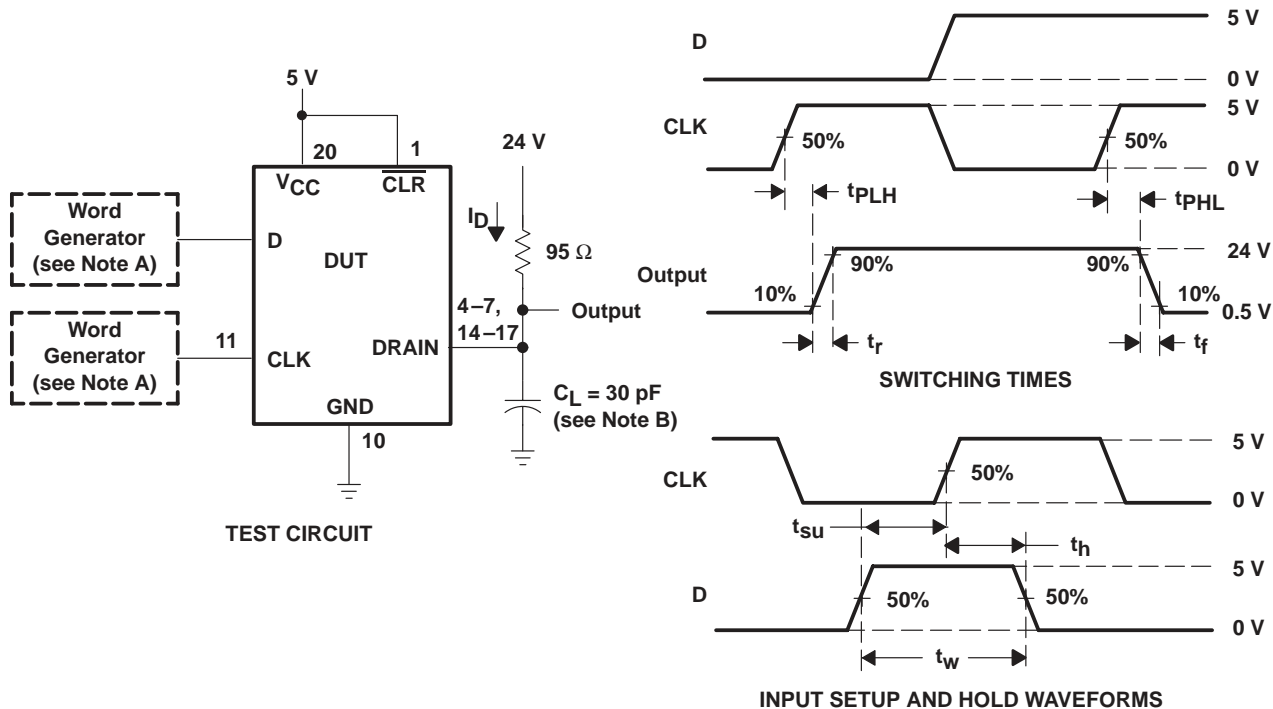 5 V
20
1
VCC
CLR
Word
Generator
(see Note A)
D
DUT
Word
Generator
(see Note A)
11
CLK
DRAIN
GND
10
24 V
ID
95 Ω
4–7,
14–17
Output
CL = 30 pF
(see Note B)
TEST CIRCUIT
D
5 V
0 V
CLK
50%
50%
5 V
0 V
tPLH
tPHL
Output
10%
90%
90%
10%
24 V
0.5 V
tr
tf
SWITCHING TIMES
CLK
50%
5 V
0 V
tsu
th
D
50%
50%
5 V
0 V
tw
INPUT SETUP AND HOLD WAVEFORMS